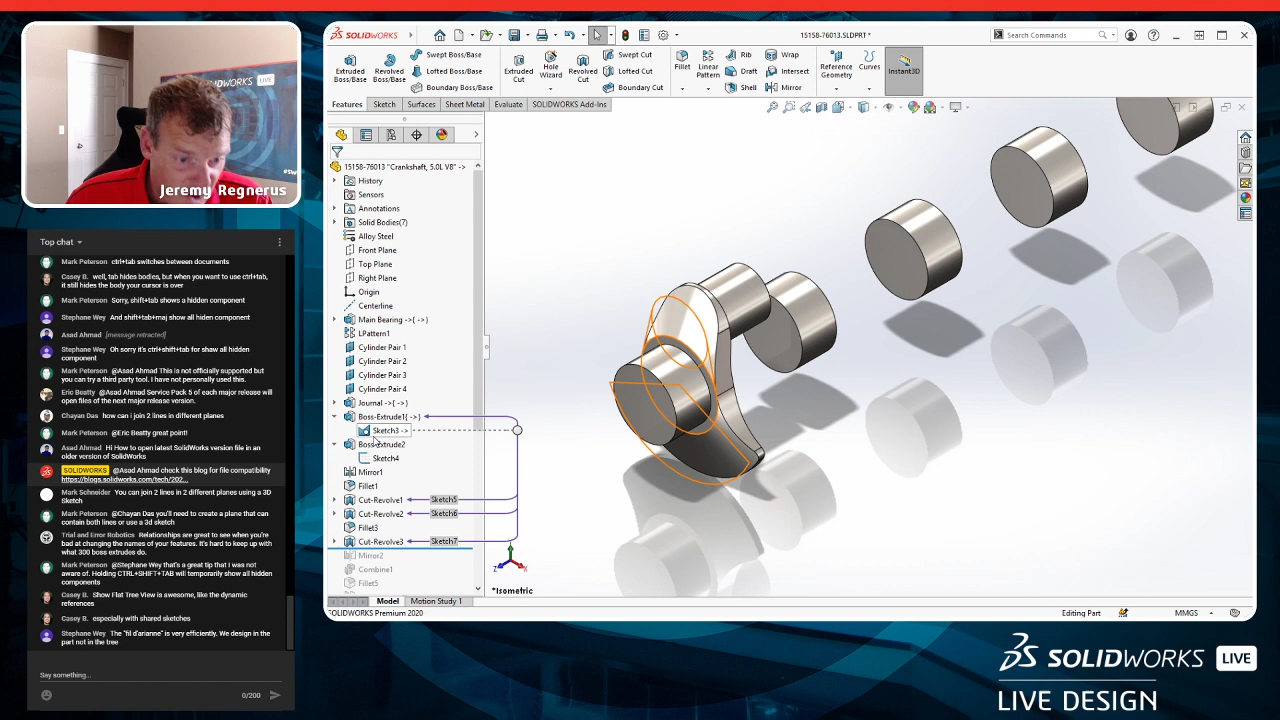 Jeremy Regnerus
Top chat
Mark Peterson ctrl+tab switches between documents
Casey B. well, tab hides bodies, but when you want to use ctrl+tab,
it still hides the body your cursor is over
Mark Peterson Sorry, shift+tab shows a hidden component
Stephane Wey And shift+tab+maj show all hiden component
Asad Ahmad [message retracted]
Stephane Wey Oh sorry it's ctrl+shift+tab for shaw all hidden
component
Mark Peterson @Asad Ahmad This is not officially supported but
you can try a third party tool. I have not personally used this.
Eric Beatty @Asad Ahmad Service Pack 5 of each major release will
open files of the next major release version.
Chayan Das how can i join 2 lines in different planes
Mark Peterson @Eric Beatty great point!
Asad Ahmad Hi How to open latest SolidWorks version file in an
older version of SolidWorks
SOLIDWORKS @Asad Ahmad check this blog for file compatibility
https://blogs.solidworks.com/tech/202...
Mark Schneider You can join 2 lines in 2 different planes using a 3D
Sketch
Mark Peterson @Chayan Das you'll need to create a plane that can
contain both lines or use a 3d sketch
Trial and Error Robotics Relationships are great to see when you're
bad at changing the names of your features. It's hard to keep up with
what 300 boss extrudes do.
Mark Peterson @Stephane Wey that's a great tip that I was not
aware of. Holding CTRL+SHIFT+TAB will temporarily show all hidden
components
Casey B. Show Flat Tree View is awesome, like the dynamic
references
Casey B. especially with shared sketches
Stephane Wey The "fil d'arianne" is very efficiently. We design in the
part not in the tree
Say something...
0/200
SOLIDWORKS
15158-76013.SLDPRT *
Search Commands
Extruded Boss/Base
Revolved Boss/Base
Swept Boss/Base
Lofted Boss/Base
Boundary Boss/Base
Extruded Cut
Hole Wizard
Revolved Cut
Swept Cut
Lofted Cut
Boundary Cut
Fillet
Linear Pattern
Rib
Draft
Shell
Wrap
Intersect
Mirror
Reference Geometry
Curves
Instant3D
Features Sketch Surfaces Sheet Metal Evaluate SOLIDWORKS Add-Ins
15158-76013 "Crankshaft, 5.0L V8" ->
History
Sensors
Annotations
Solid Bodies(7)
Alloy Steel
Front Plane
Top Plane
Right Plane
Origin
Centerline
Main Bearing ->{ ->}
LPattern1
Cylinder Pair 1
Cylinder Pair 2
Cylinder Pair 3
Cylinder Pair 4
Journal ->{ ->}
Boss-Extrude1{ ->}
Sketch3 ->
Boss-Extrude2
Sketch4
Mirror1
Fillet1
Cut-Revolve1 Sketch5
Cut-Revolve2 Sketch6
Fillet3
Cut-Revolve3 Sketch7
Mirror2
Combine1
Fillet5
*Isometric
Model Motion Study 1
SOLIDWORKS Premium 2020
Editing Part
MMGS
SOLIDWORKS LIVE
LIVE DESIGN